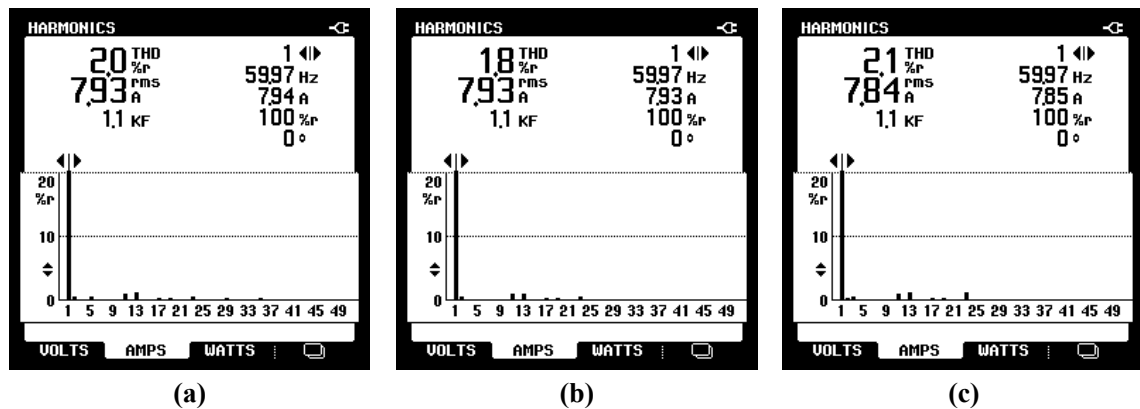 HARMONICS
2.0 THD %r
7.93 rms A
1.1 KF
1
59.97 Hz
7.94 A
100 %r
0 °
20
%r
10
0
1 5 9 13 17 21 25 29 33 37 41 45 49
VOLTS AMPS WATTS
(a)
HARMONICS
1.8 THD %r
7.93 rms A
1.1 KF
1
59.97 Hz
7.93 A
100 %r
0 °
20
%r
10
0
1 5 9 13 17 21 25 29 33 37 41 45 49
VOLTS AMPS WATTS
(b)
HARMONICS
2.1 THD %r
7.84 rms A
1.1 KF
1
59.97 Hz
7.85 A
100 %r
0 °
20
%r
10
0
1 5 9 13 17 21 25 29 33 37 41 45 49
VOLTS AMPS WATTS
(c)